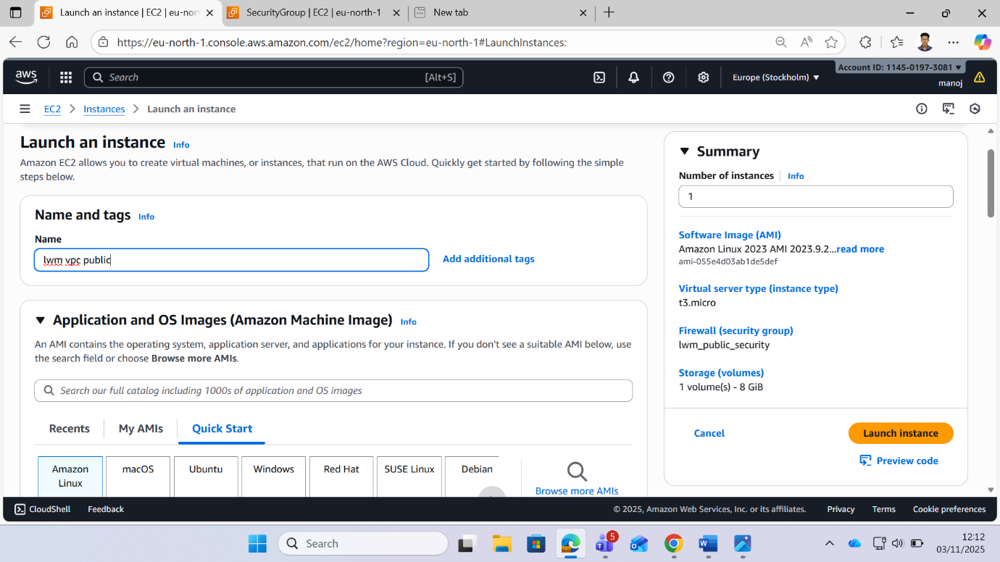 Launch an instance | EC2 | eu-nort
SecurityGroup | EC2 | eu-north-1
New tab
https://eu-north-1.console.aws.amazon.com/ec2/home?region=eu-north-1#LaunchInstances:
aws
Search
[Alt+S]
Europe (Stockholm)
Account ID: 1145-0197-3081
manoj
EC2
Instances
Launch an instance
Launch an instance
Info
Amazon EC2 allows you to create virtual machines, or instances, that run on the AWS Cloud. Quickly get started by following the simple
steps below.
Name and tags
Info
Name
lwm vpc public
Add additional tags
Application and OS Images (Amazon Machine Image)
Info
An AMI contains the operating system, application server, and applications for your instance. If you don't see a suitable AMI below, use
the search field or choose Browse more AMIs.
Search our full catalog including 1000s of application and OS images
Recents
My AMIs
Quick Start
Amazon
Linux
macOS
Ubuntu
Windows
Red Hat
SUSE Linux
Debian
Browse more AMIs
Summary
Number of instances
Info
1
Software Image (AMI)
Amazon Linux 2023 AMI 2023.9.2...read more
ami-055e4d03ab1de5def
Virtual server type (instance type)
t3.micro
Firewall (security group)
lwm_public_security
Storage (volumes)
1 volume(s) - 8 GiB
Cancel
Launch instance
Preview code
CloudShell
Feedback
© 2025, Amazon Web Services, Inc. or its affiliates.
Privacy
Terms
Cookie preferences
Search
5
12:12
03/11/2025